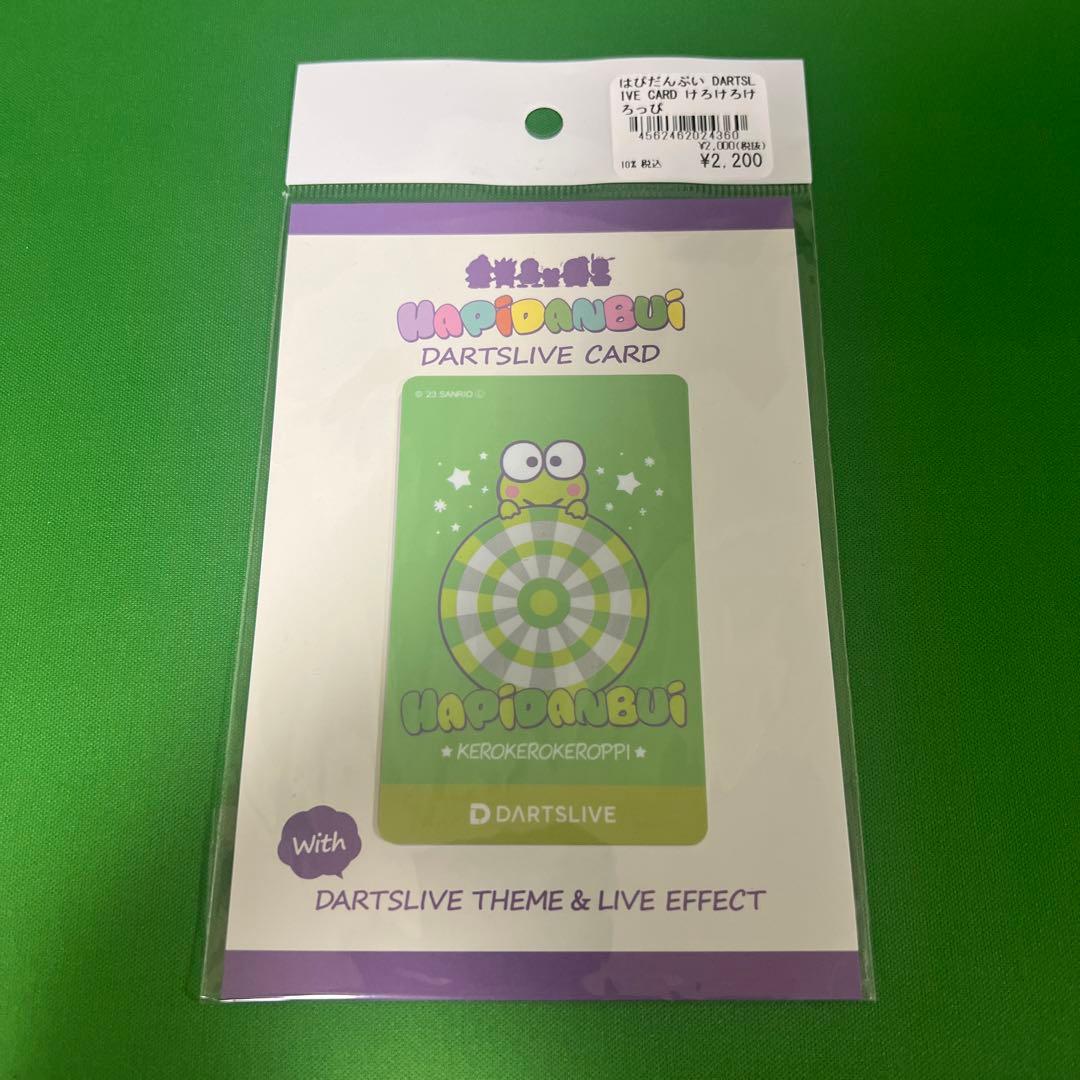 はぴだんぶい DARTSL
IVE CARD けろけろけ
ろっぴ
4562462024360
¥2,000(税抜)
10% 税込 ¥2,200
HAPiDANBUi
DARTSLIVE CARD
© '23 SANRIO Ⓛ
HAPiDANBUi
KEROKEROKEROPPI
DARTSLIVE
With
DARTSLIVE THEME & LIVE EFFECT